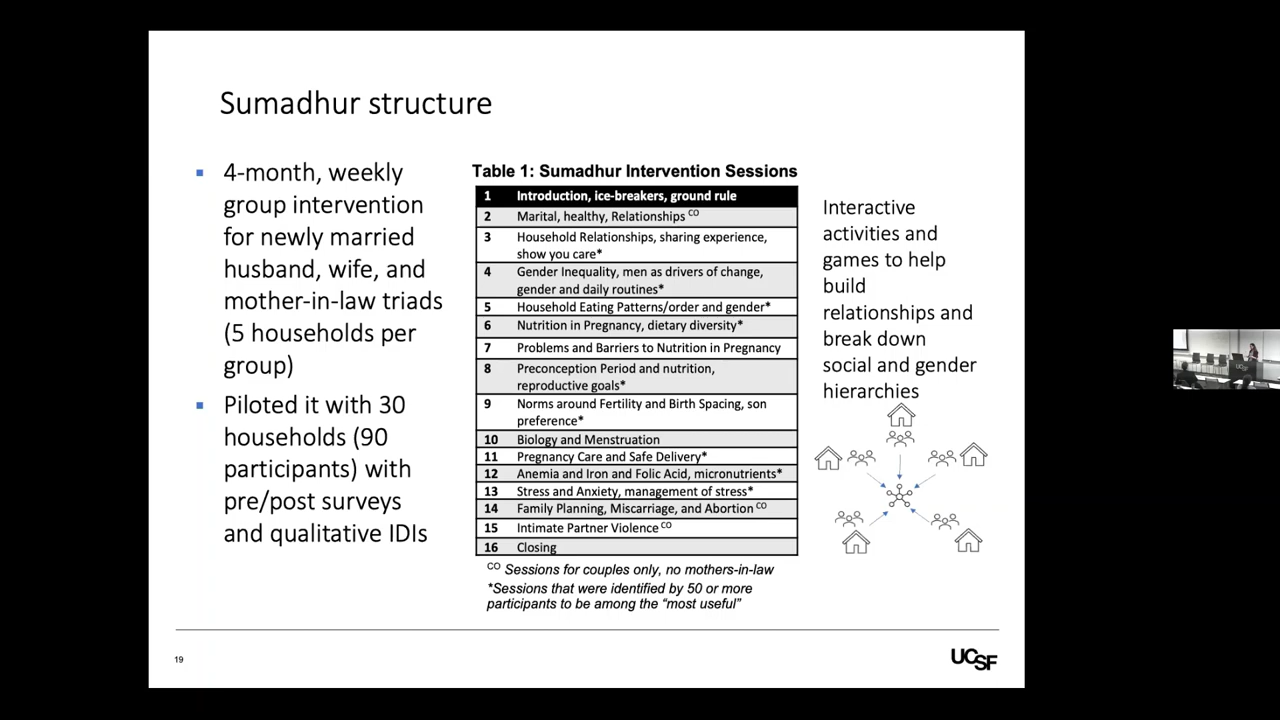 Sumadhur structure
▪ 4-month, weekly
group intervention
for newly married
husband, wife, and
mother-in-law triads
(5 households per
group)
▪ Piloted it with 30
households (90
participants) with
pre/post surveys
and qualitative IDIs
Table 1: Sumadhur Intervention Sessions
1 Introduction, ice-breakers, ground rule
2 Marital, healthy, Relationships CO
3 Household Relationships, sharing experience,
show you care*
4 Gender Inequality, men as drivers of change,
gender and daily routines*
5 Household Eating Patterns/order and gender*
6 Nutrition in Pregnancy, dietary diversity*
7 Problems and Barriers to Nutrition in Pregnancy
8 Preconception Period and nutrition,
reproductive goals*
9 Norms around Fertility and Birth Spacing, son
preference*
10 Biology and Menstruation
11 Pregnancy Care and Safe Delivery*
12 Anemia and Iron and Folic Acid, micronutrients*
13 Stress and Anxiety, management of stress*
14 Family Planning, Miscarriage, and Abortion CO
15 Intimate Partner Violence CO
16 Closing
CO Sessions for couples only, no mothers-in-law
*Sessions that were identified by 50 or more
participants to be among the “most useful”
Interactive
activities and
games to help
build
relationships and
break down
social and gender
hierarchies
19
UCSF
UCSF